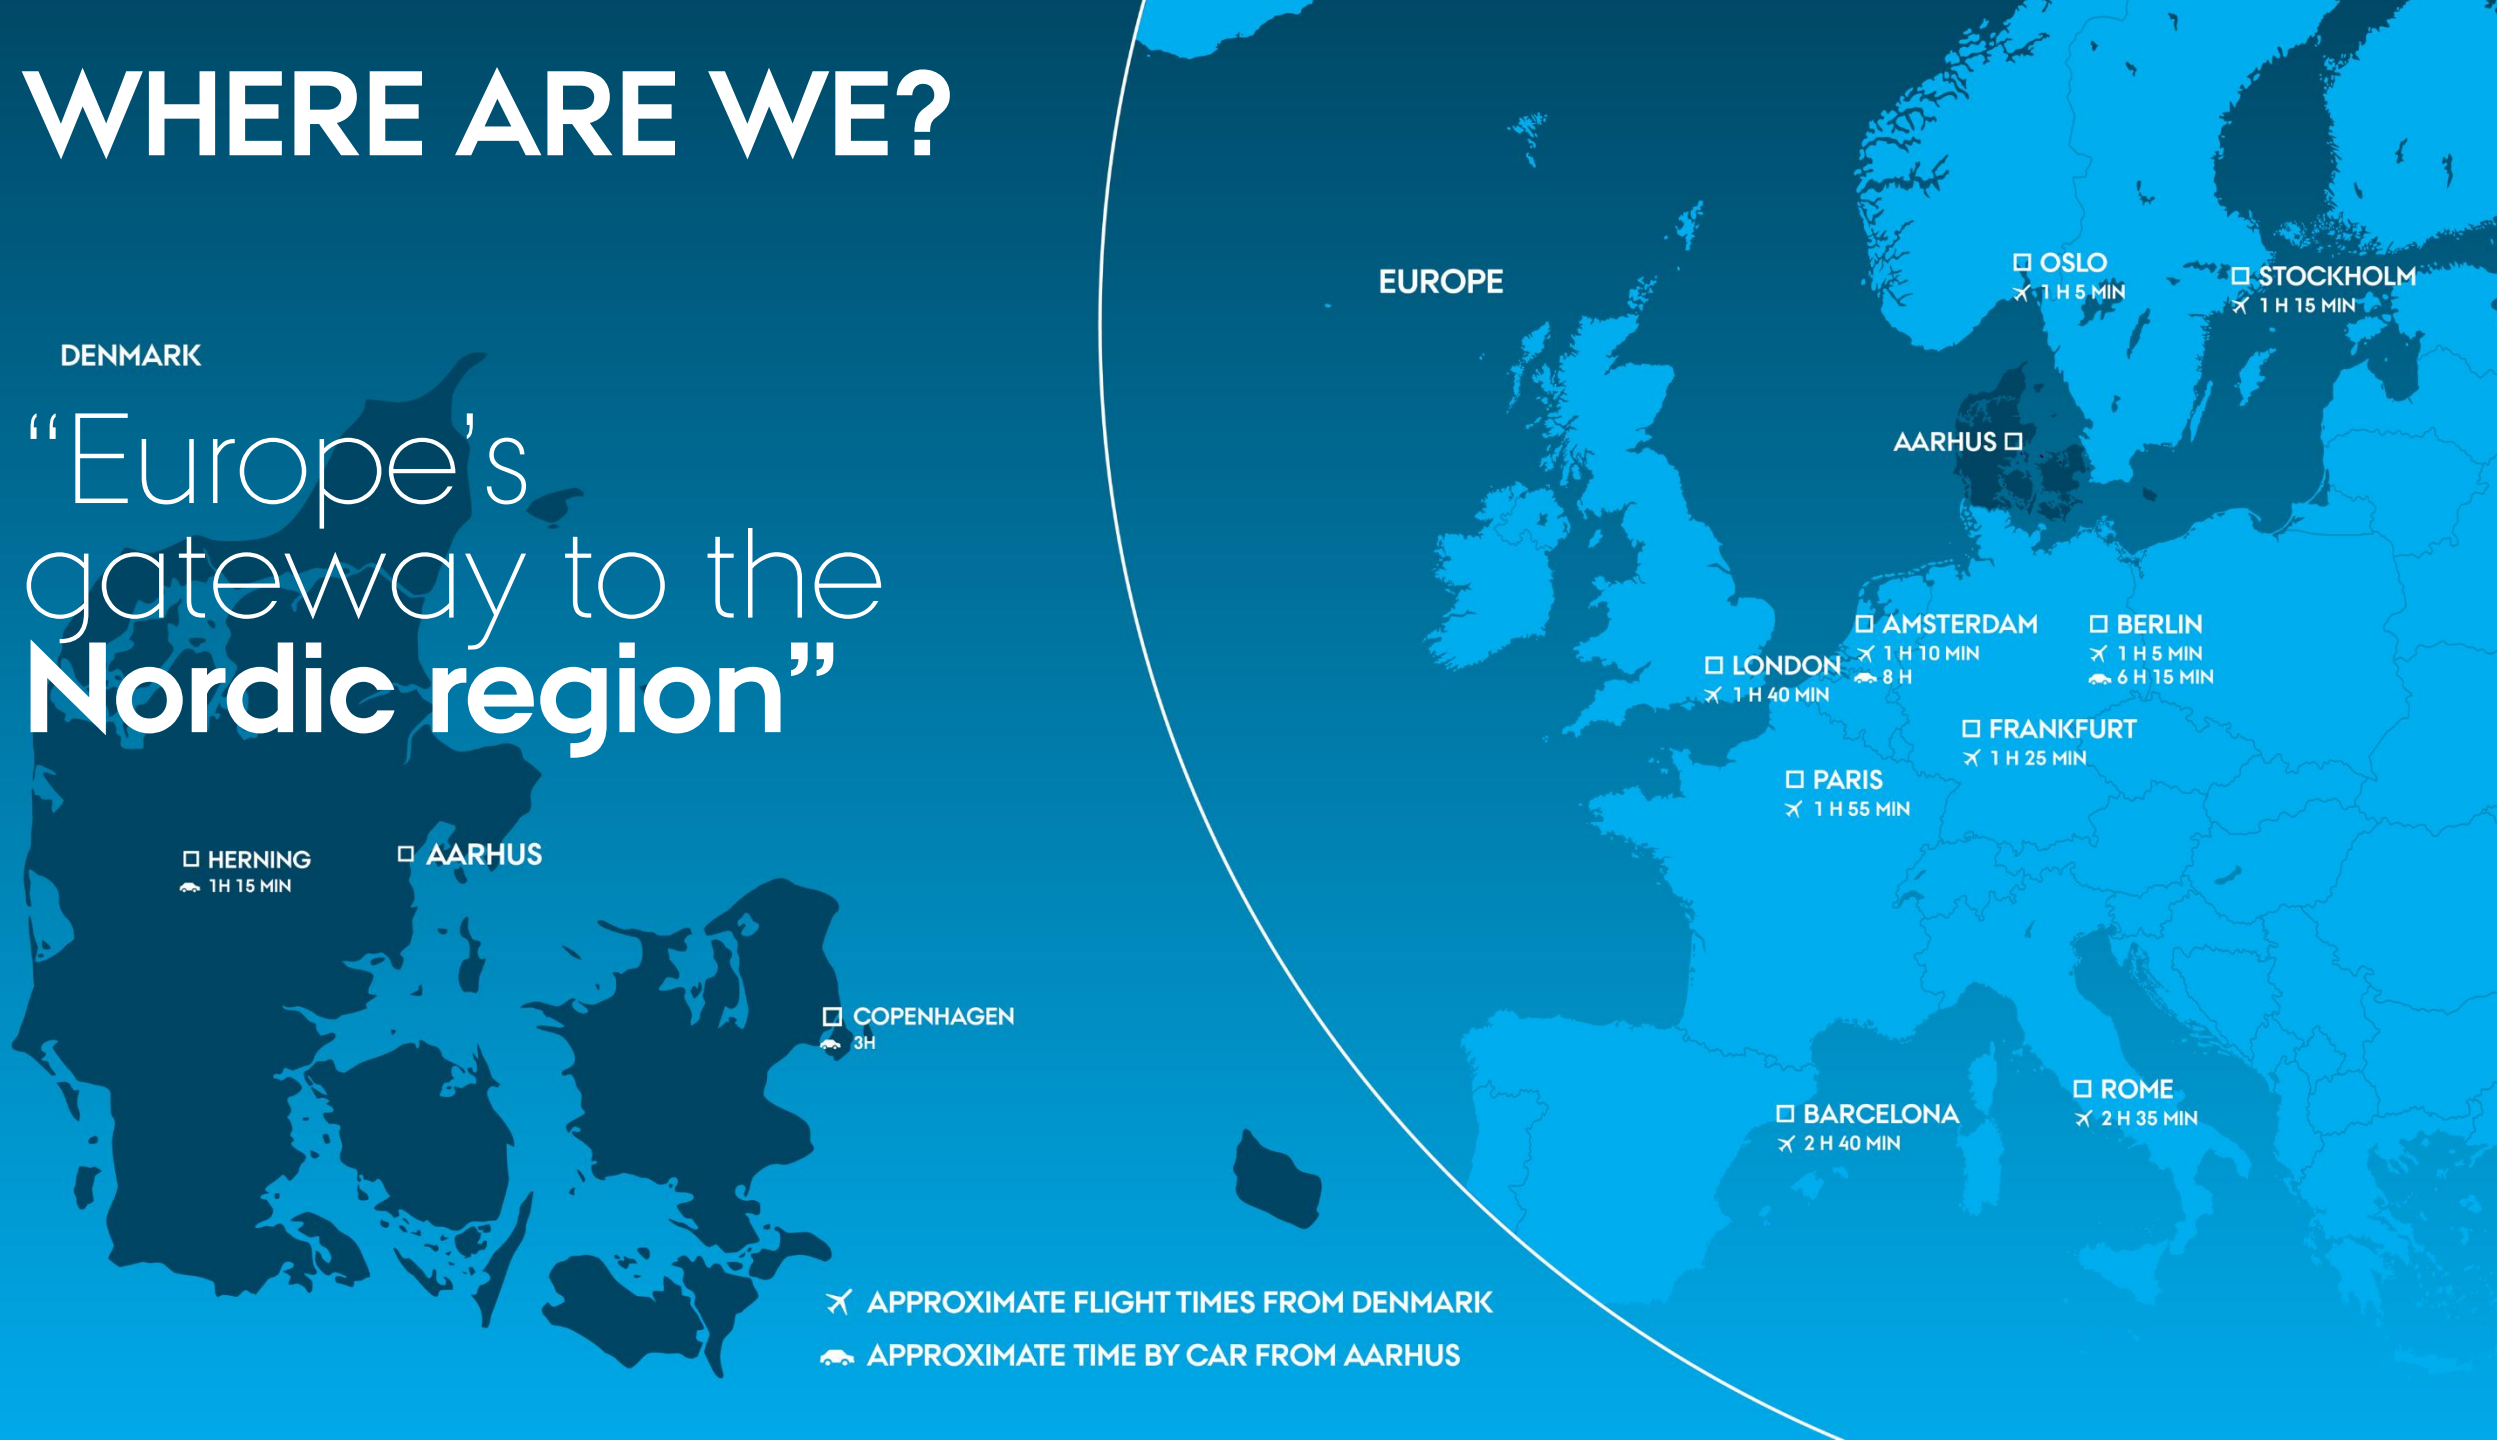 WHERE ARE WE?
DENMARK
“Europe’s
gateway to the
Nordic region”
HERNING
1H 15 MIN
AARHUS
COPENHAGEN
3H
EUROPE
OSLO
1 H 5 MIN
STOCKHOLM
1 H 15 MIN
AARHUS
AMSTERDAM
1 H 10 MIN
8 H
BERLIN
1 H 5 MIN
6 H 15 MIN
LONDON
1 H 40 MIN
FRANKFURT
1 H 25 MIN
PARIS
1 H 55 MIN
ROME
2 H 35 MIN
BARCELONA
2 H 40 MIN
APPROXIMATE FLIGHT TIMES FROM DENMARK
APPROXIMATE TIME BY CAR FROM AARHUS